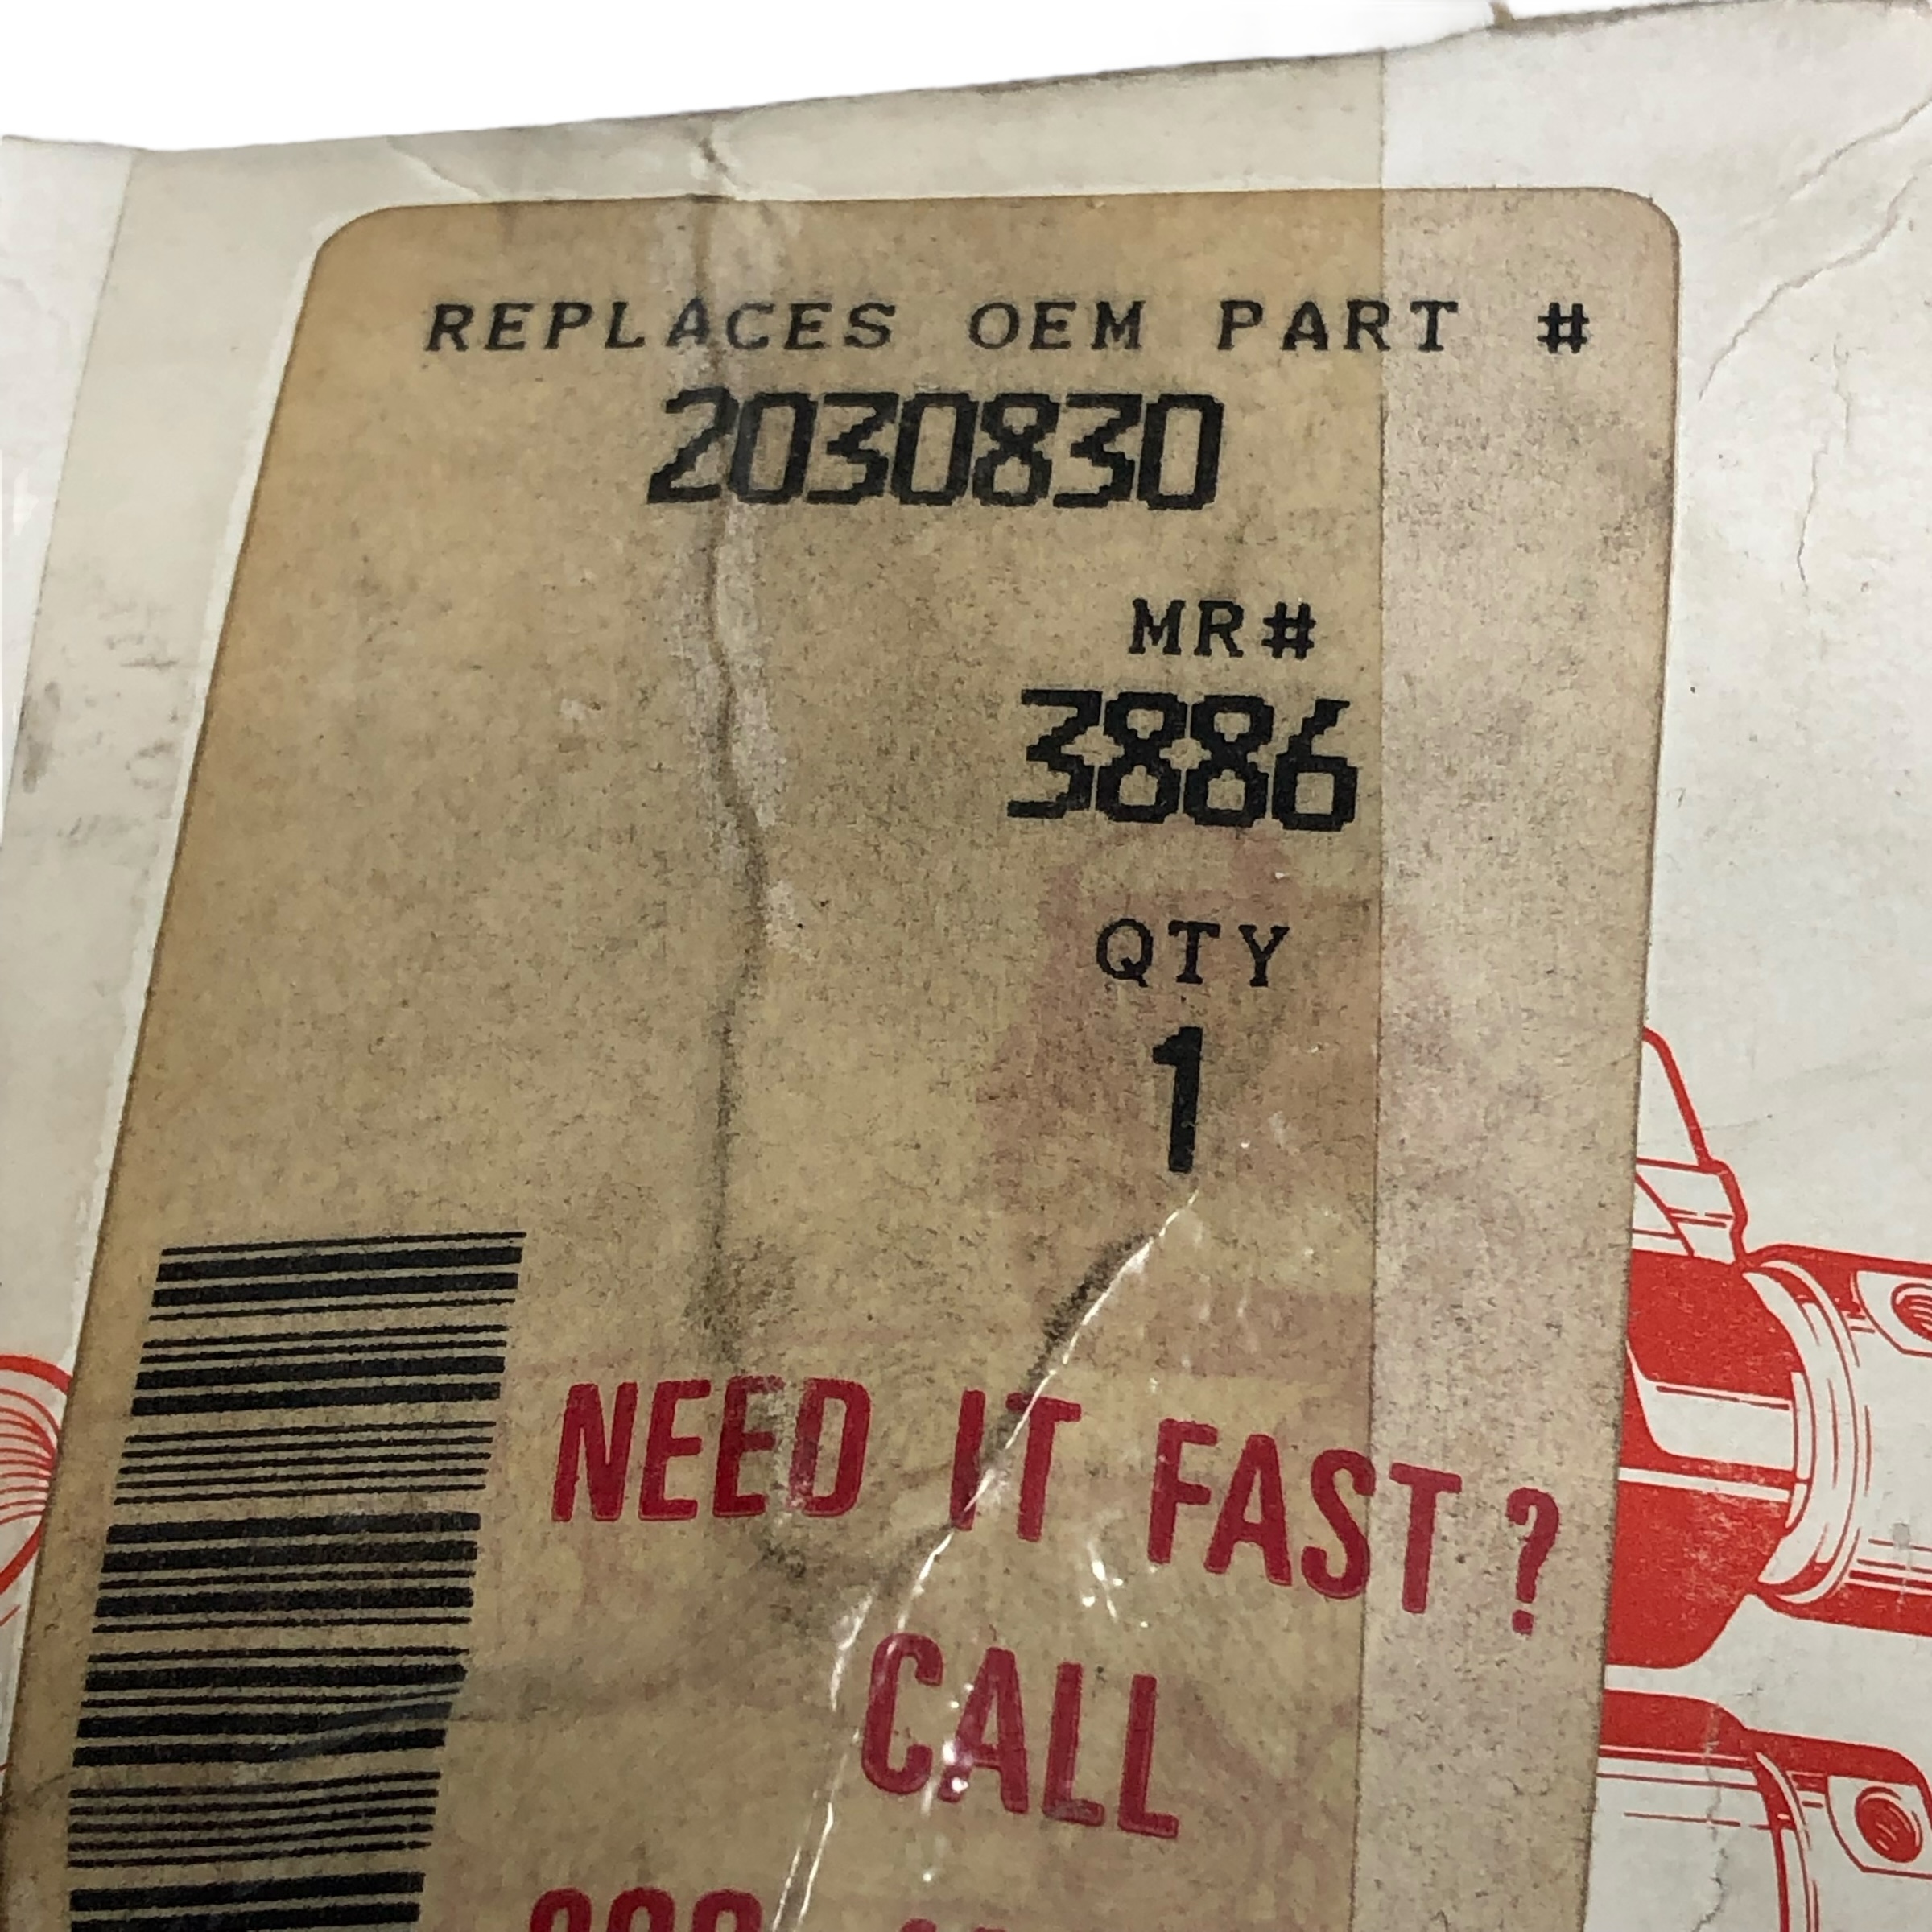 REPLACES OEM PART #
2030830
MR#
3886
QTY
1
NEED IT FAST?
CALL